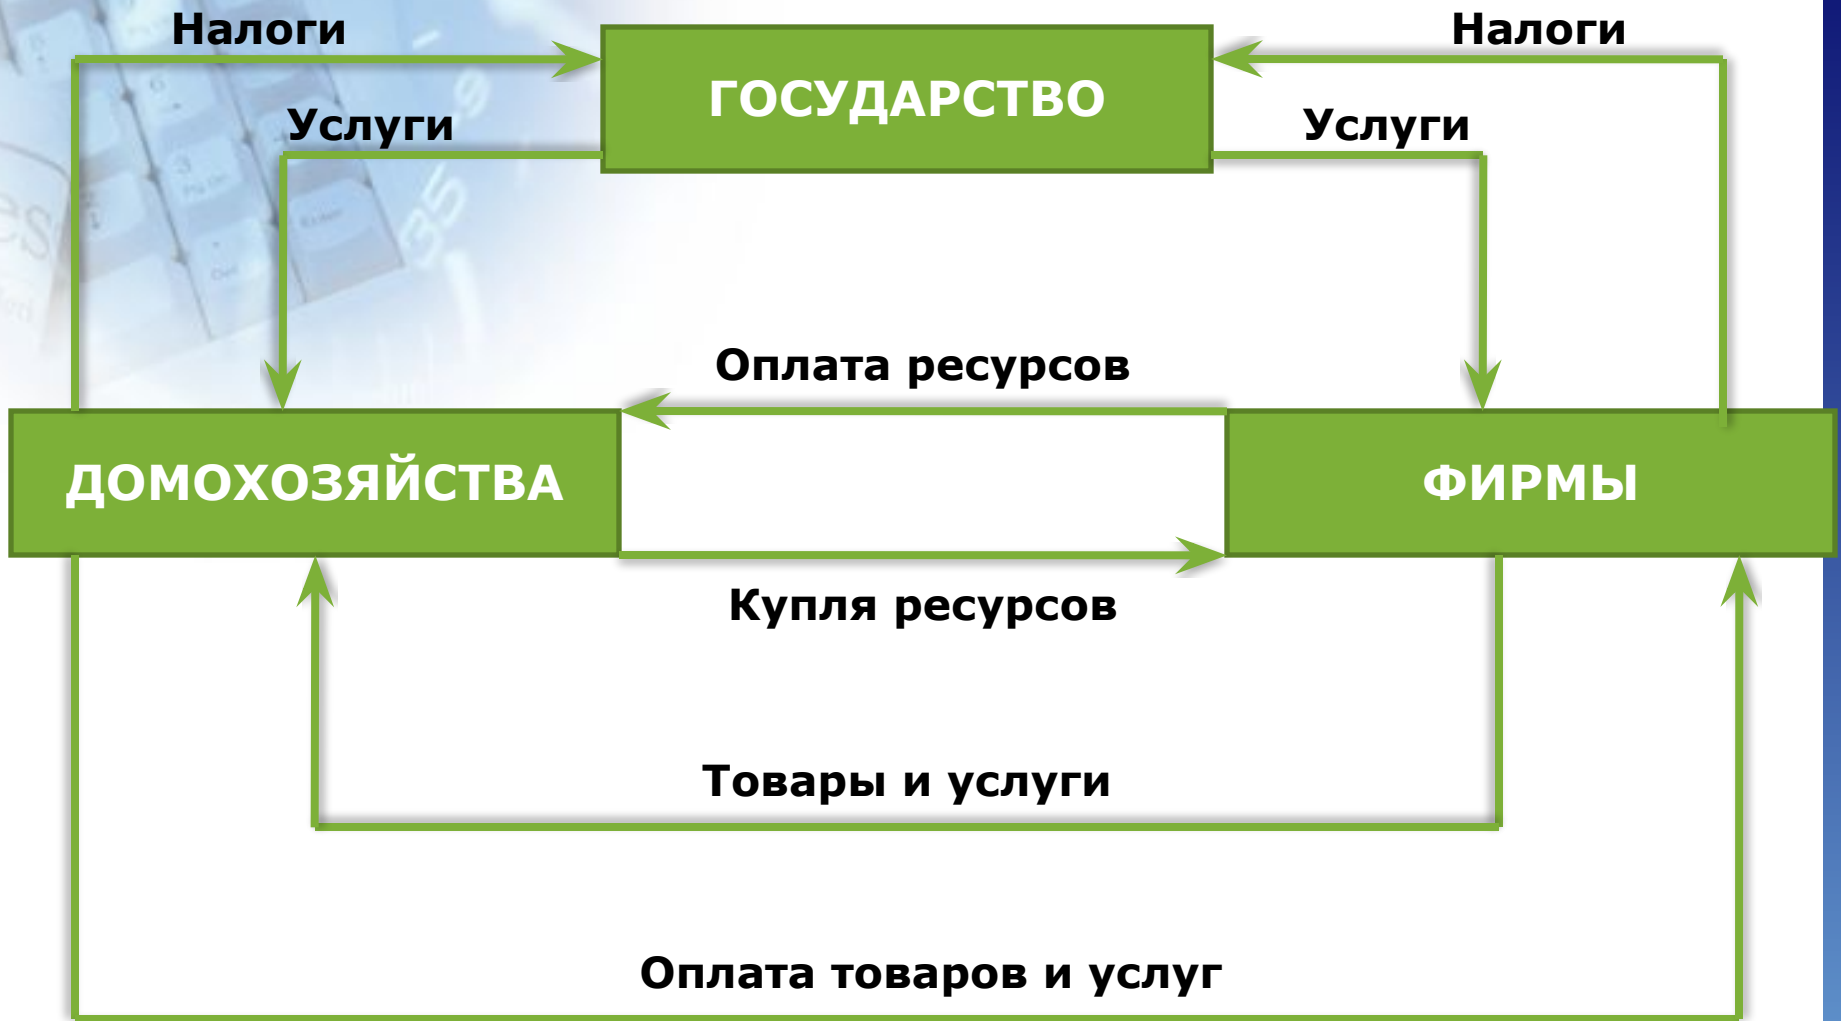 Налоги
Налоги
ГОСУДАРСТВО
Услуги
Услуги
Оплата ресурсов
ДОМОХОЗЯЙСТВА
ФИРМЫ
Купля ресурсов
Товары и услуги
Оплата товаров и услуг